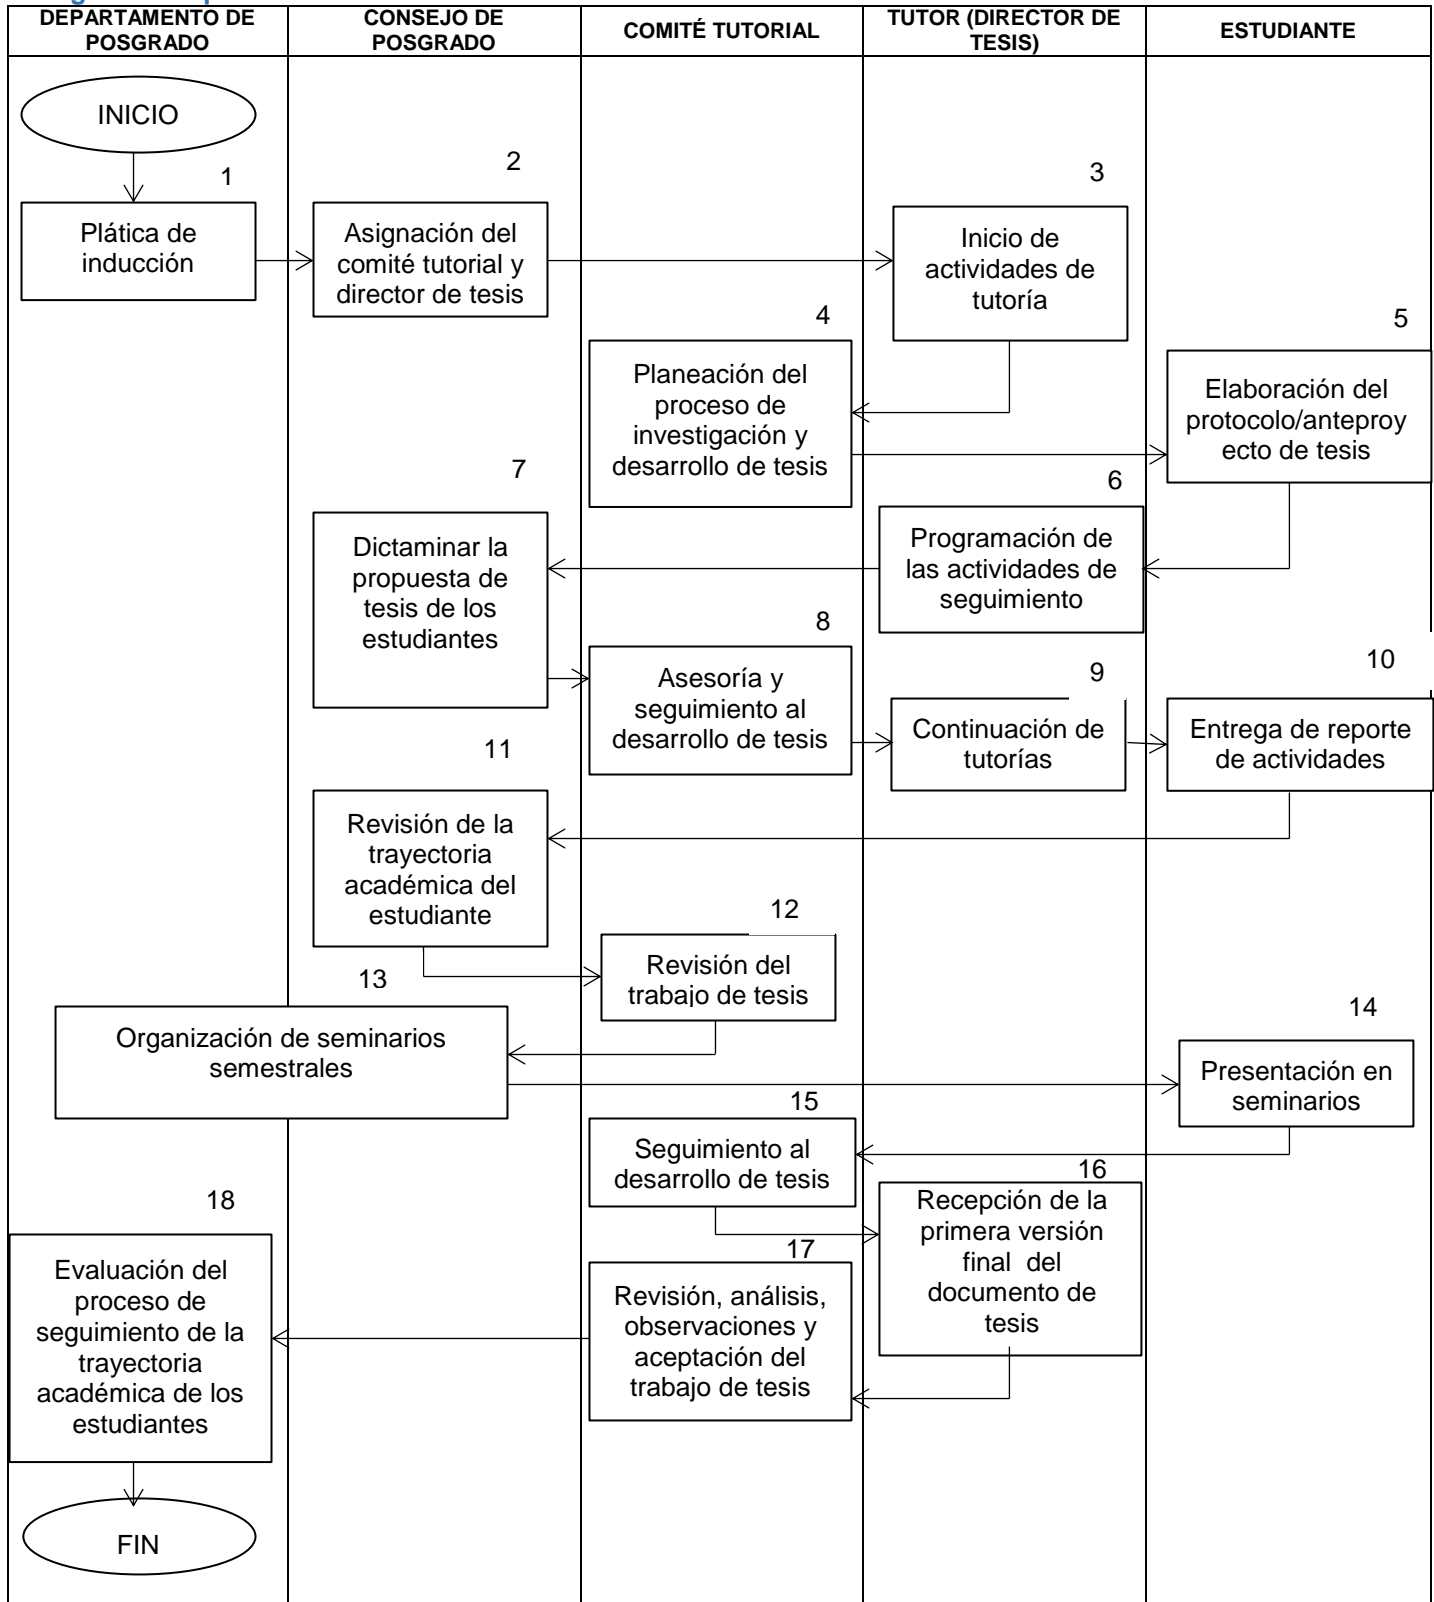 DEPARTAMENTO DE
POSGRADO
CONSEJO DE
POSGRADO
COMITÉ TUTORIAL
TUTOR (DIRECTOR DE
TESIS)
ESTUDIANTE
INICIO
1
Plática de
inducción
2
Asignación del
comité tutorial y
director de tesis
3
Inicio de
actividades de
tutoría
4
Planeación del
proceso de
investigación y
desarrollo de tesis
5
Elaboración del
protocolo/anteproy
ecto de tesis
6
Programación de
las actividades de
seguimiento
7
Dictaminar la
propuesta de
tesis de los
estudiantes
8
Asesoría y
seguimiento al
desarrollo de tesis
9
Continuación de
tutorías
10
Entrega de reporte
de actividades
11
Revisión de la
trayectoria
académica del
estudiante
12
Revisión del
trabajo de tesis
13
Organización de seminarios
semestrales
14
Presentación en
seminarios
15
Seguimiento al
desarrollo de tesis
16
Recepción de la
primera versión
final del
documento de
tesis
17
Revisión, análisis,
observaciones y
aceptación del
trabajo de tesis
18
Evaluación del
proceso de
seguimiento de la
trayectoria
académica de los
estudiantes
FIN